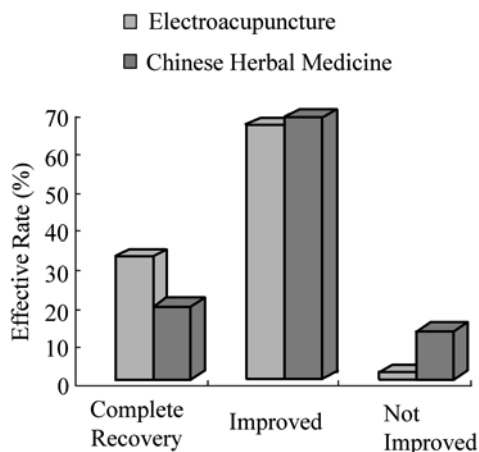 Electroacupuncture
Chinese Herbal Medicine
Effective Rate (%)
70
60
50
40
30
20
10
0
Complete
Recovery
Improved
Not
Improved